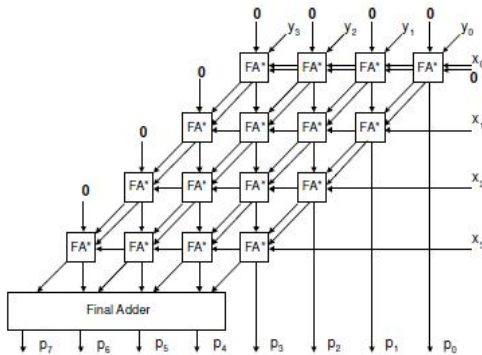 0 0 0 0
y3 y2 y1 y0
FA* FA* FA* FA* x0
0 0
FA* FA* FA* FA* x1
0
FA* FA* FA* FA* x2
0
FA* FA* FA* FA*
Final Adder
p7 p6 p5 p4 p3 p2 p1 p0